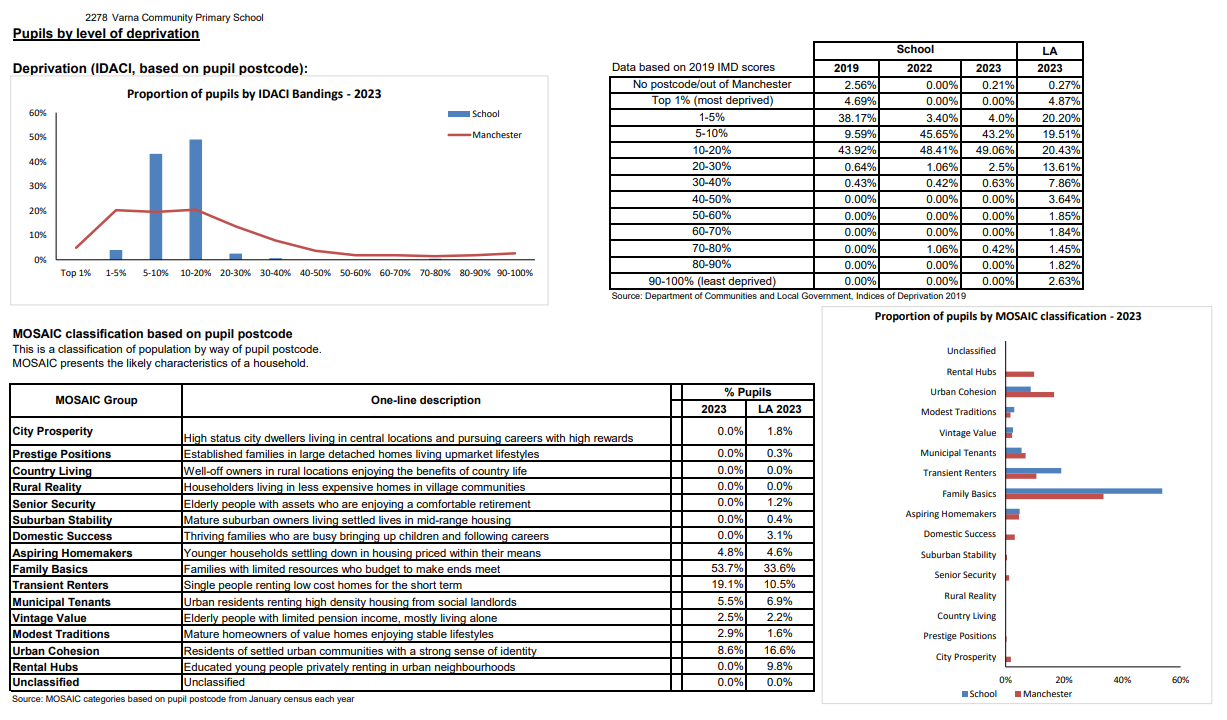 2278 Varna Community Primary School
Pupils by level of deprivation
Deprivation (IDACI, based on pupil postcode):
Proportion of pupils by IDACI Bandings - 2023
School
Manchester
60%
50%
40%
30%
20%
10%
0%
Top 1% 1-5% 5-10% 10-20% 20-30% 30-40% 40-50% 50-60% 60-70% 70-80% 80-90% 90-100%
School LA
Data based on 2019 IMD scores 2019 2022 2023 2023
No postcode/out of Manchester 2.56% 0.00% 0.21% 0.27%
Top 1% (most deprived) 4.69% 0.00% 0.00% 4.87%
1-5% 38.17% 3.40% 4.0% 20.20%
5-10% 9.59% 45.65% 43.2% 19.51%
10-20% 43.92% 48.41% 49.06% 20.43%
20-30% 0.64% 1.06% 2.5% 13.61%
30-40% 0.43% 0.42% 0.63% 7.86%
40-50% 0.00% 0.00% 0.00% 3.64%
50-60% 0.00% 0.00% 0.00% 1.85%
60-70% 0.00% 0.00% 0.00% 1.84%
70-80% 0.00% 1.06% 0.42% 1.45%
80-90% 0.00% 0.00% 0.00% 1.82%
90-100% (least deprived) 0.00% 0.00% 0.00% 2.63%
Source: Department of Communities and Local Government, Indices of Deprivation 2019
MOSAIC classification based on pupil postcode
This is a classification of population by way of pupil postcode.
MOSAIC presents the likely characteristics of a household.
MOSAIC Group One-line description % Pupils
2023 LA 2023
City Prosperity High status city dwellers living in central locations and pursuing careers with high rewards 0.0% 1.8%
Prestige Positions Established families in large detached homes living upmarket lifestyles 0.0% 0.3%
Country Living Well-off owners in rural locations enjoying the benefits of country life 0.0% 0.0%
Rural Reality Householders living in less expensive homes in village communities 0.0% 0.0%
Senior Security Elderly people with assets who are enjoying a comfortable retirement 0.0% 1.2%
Suburban Stability Mature suburban owners living settled lives in mid-range housing 0.0% 0.4%
Domestic Success Thriving families who are busy bringing up children and following careers 0.0% 3.1%
Aspiring Homemakers Younger households settling down in housing priced within their means 4.8% 4.6%
Family Basics Families with limited resources who budget to make ends meet 53.7% 33.6%
Transient Renters Single people renting low cost homes for the short term 19.1% 10.5%
Municipal Tenants Urban residents renting high density housing from social landlords 5.5% 6.9%
Vintage Value Elderly people with limited pension income, mostly living alone 2.5% 2.2%
Modest Traditions Mature homeowners of value homes enjoying stable lifestyles 2.9% 1.6%
Urban Cohesion Residents of settled urban communities with a strong sense of identity 8.6% 16.6%
Rental Hubs Educated young people privately renting in urban neighbourhoods 0.0% 9.8%
Unclassified Unclassified 0.0% 0.0%
Source: MOSAIC categories based on pupil postcode from January census each year
Proportion of pupils by MOSAIC classification - 2023
Unclassified
Rental Hubs
Urban Cohesion
Modest Traditions
Vintage Value
Municipal Tenants
Transient Renters
Family Basics
Aspiring Homemakers
Domestic Success
Suburban Stability
Senior Security
Rural Reality
Country Living
Prestige Positions
City Prosperity
0% 20% 40% 60%
School Manchester